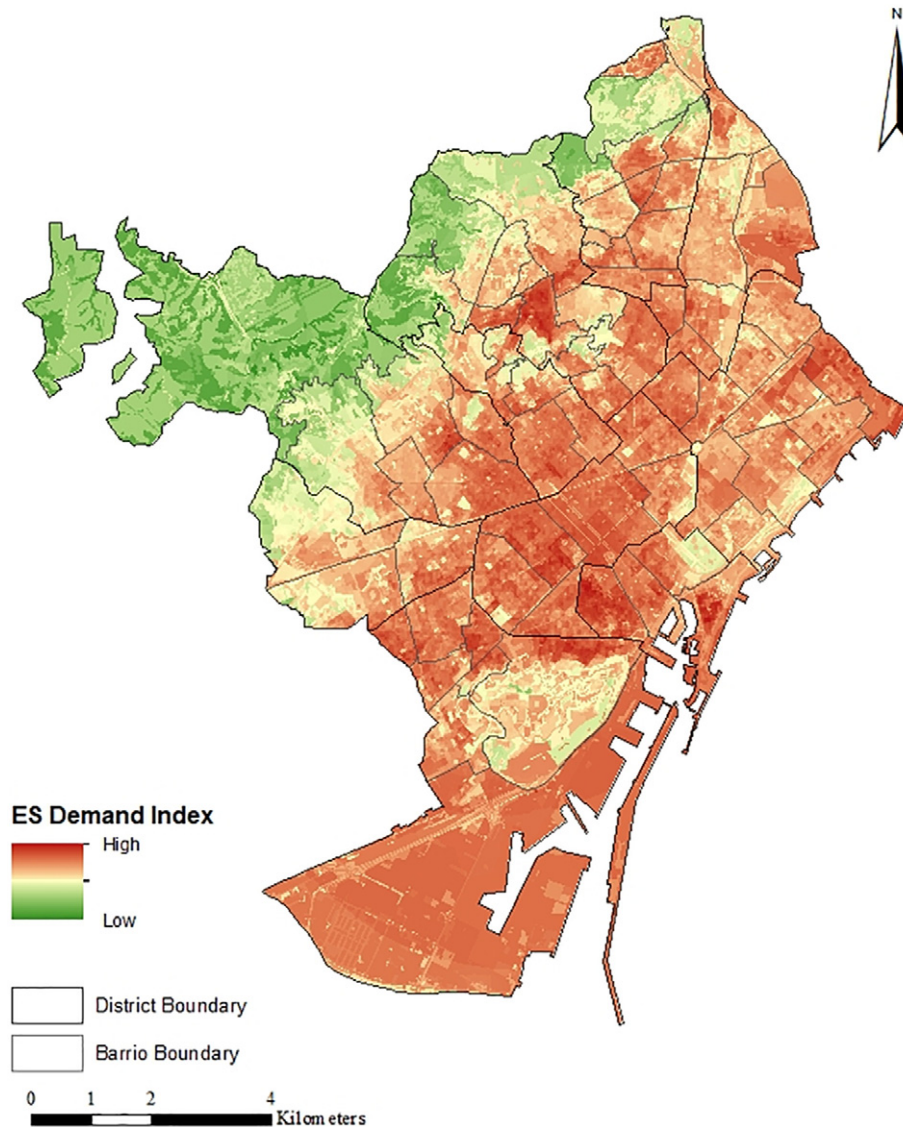 N
ES Demand Index
High
Low
District Boundary
Barrio Boundary
0 1 2 4
Kilometers